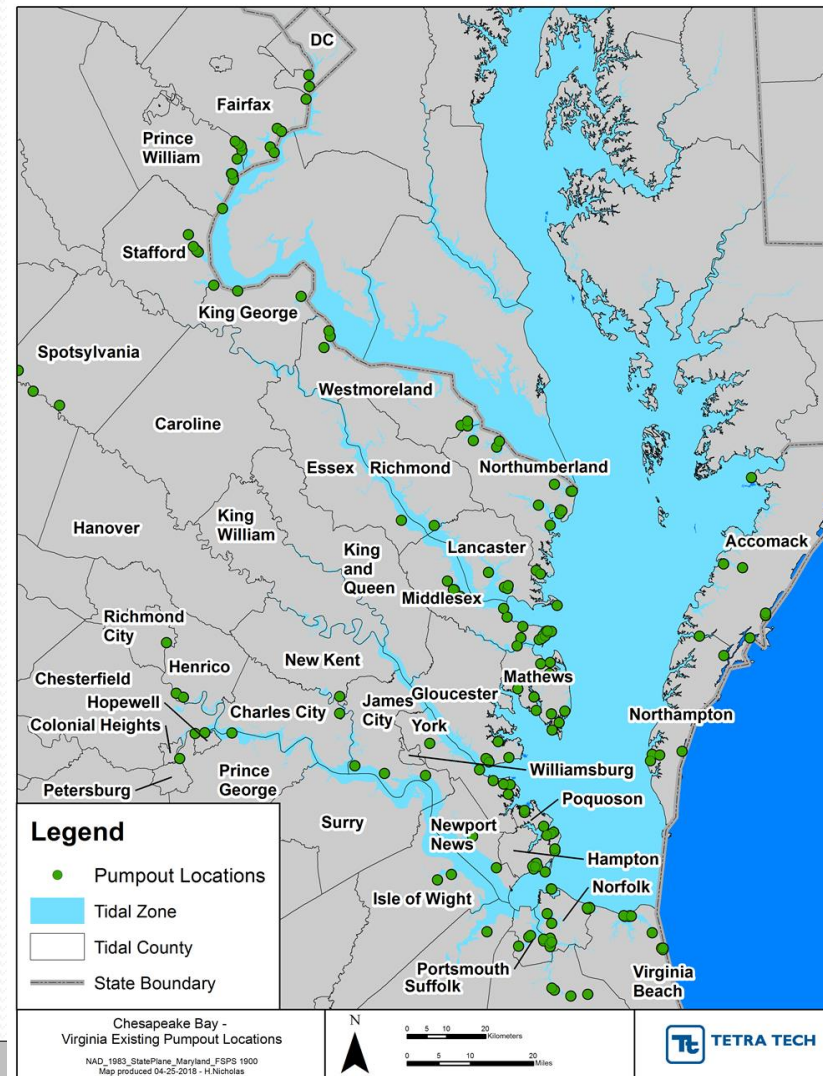 DC
Fairfax
Prince
William
Stafford
King George
Spotsylvania
Westmoreland
Caroline
Essex
Richmond
Northumberland
Hanover
King
William
King
and
Queen
Lancaster
Accomack
Middlesex
Richmond
City
Henrico
New Kent
Chesterfield
Mathews
Gloucester
Hopewell
Charles City
James
City
York
Northampton
Colonial Heights
Williamsburg
Petersburg
Prince
George
Poquoson
Surry
Newport
News
Hampton
Isle of Wight
Norfolk
Portsmouth
Suffolk
Virginia
Beach
Legend
Pumpout Locations
Tidal Zone
Tidal County
State Boundary
Chesapeake Bay -
Virginia Existing Pumpout Locations
NAD_1983_StatePlane_Maryland_FSPS 1900
Map produced 04-25-2018 - H.Nicholas
N
0 5 10 20
Kilometers
0 5 10 20
Miles
Tt TETRA TECH